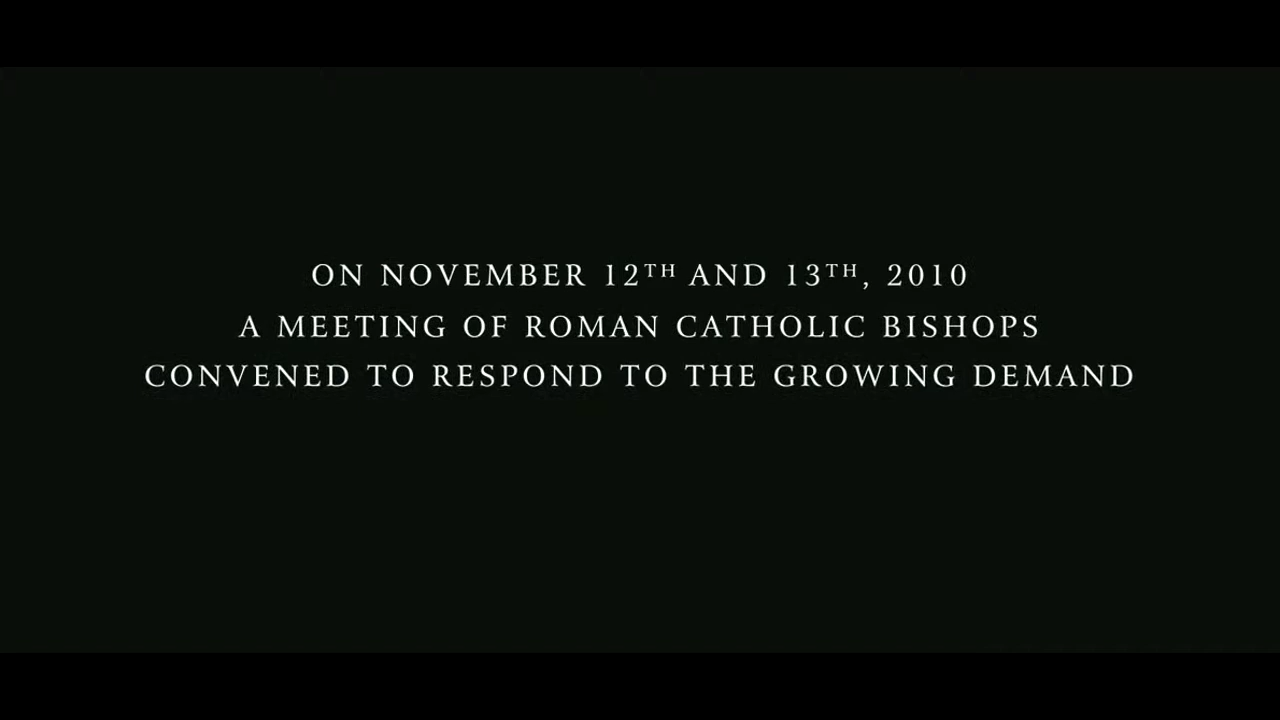 ON NOVEMBER 12TH AND 13TH, 2010
A MEETING OF ROMAN CATHOLIC BISHOPS
CONVENED TO RESPOND TO THE GROWING DEMAND